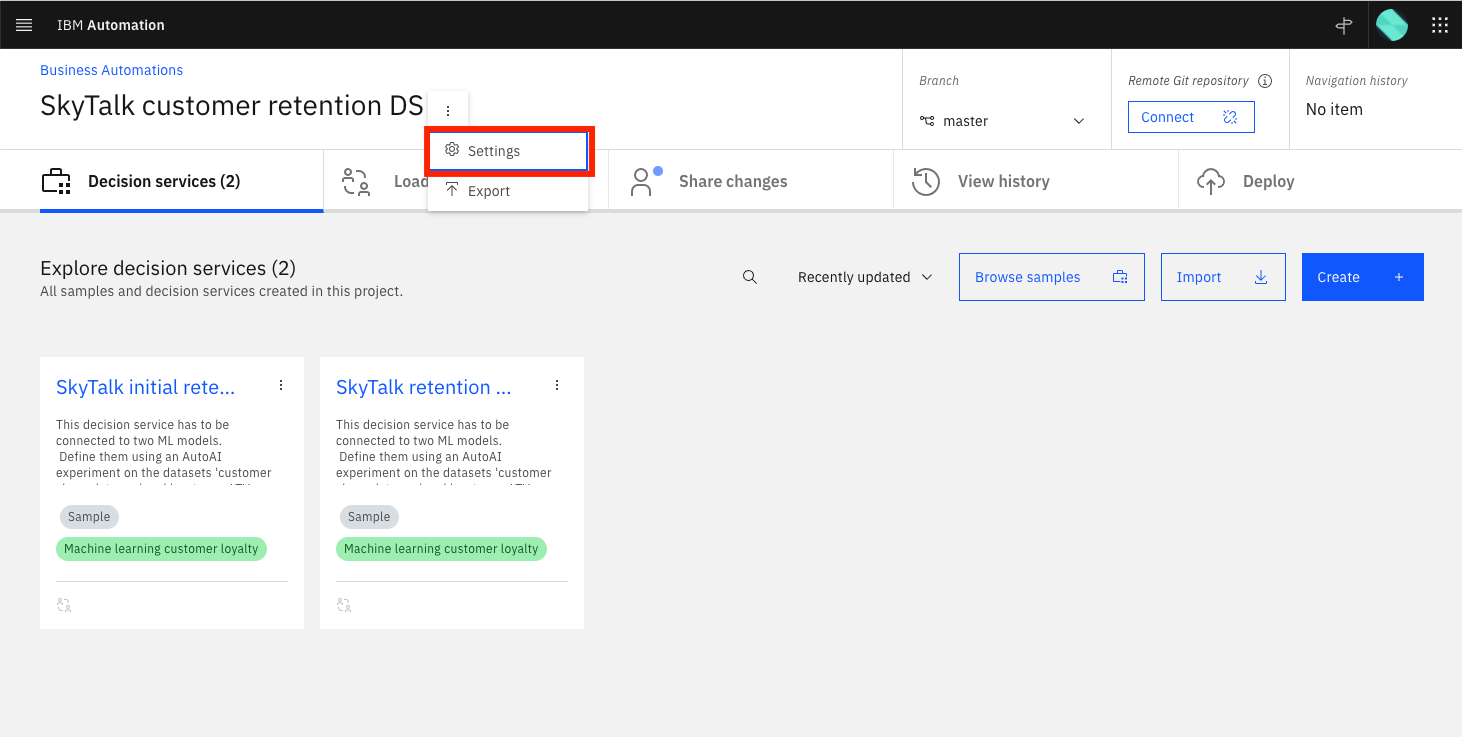 IBM Automation
Business Automations
SkyTalk customer retention DS
Branch
master
Remote Git repository
Connect
Navigation history
No item
Settings
Export
Decision services (2)
Load
Share changes
View history
Deploy
Explore decision services (2)
All samples and decision services created in this project.
Recently updated
Browse samples
Import
Create +
SkyTalk initial rete...
This decision service has to be
connected to two ML models.
Define them using an AutoAI
experiment on the datasets 'customer
Sample
Machine learning customer loyalty
SkyTalk retention ...
This decision service has to be
connected to two ML models.
Define them using an AutoAI
experiment on the datasets 'customer
Sample
Machine learning customer loyalty